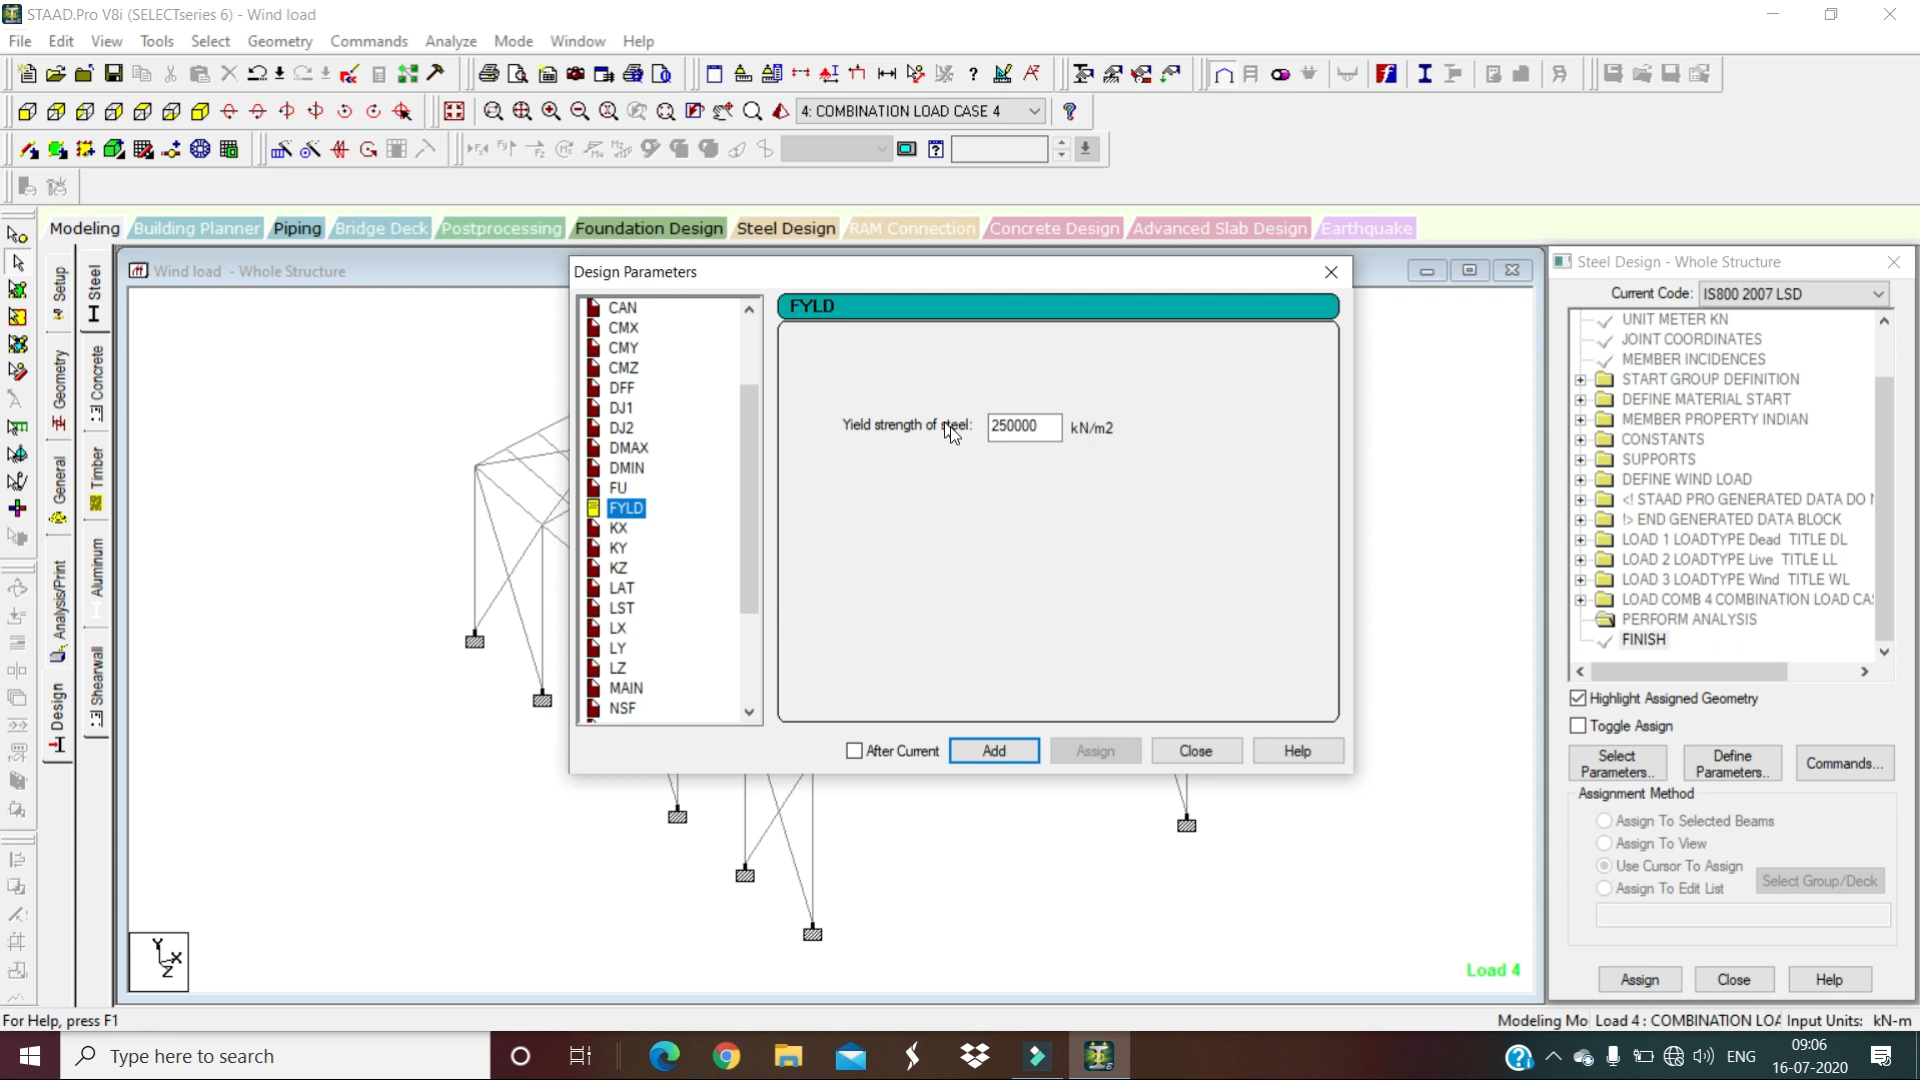 STAAD.Pro V8i (SELECTseries 6) - Wind load
File Edit View Tools Select Geometry Commands Analyze Mode Window Help
4: COMBINATION LOAD CASE 4
Modeling Building Planner Piping Bridge Deck Postprocessing Foundation Design Steel Design RAM Connection Concrete Design Advanced Slab Design Earthquake
Setup
Geometry
General
Analysis/Print
Design
Steel
Concrete
Timber
Aluminum
Shearwall
Wind load - Whole Structure
Design Parameters
CAN
CMX
CMY
CMZ
DFF
DJ1
DJ2
DMAX
DMIN
FU
FYLD
KX
KY
KZ
LAT
LST
LX
LY
LZ
MAIN
NSF
FYLD
Yield strength of steel: 250000 kN/m2
After Current Add Assign Close Help
Y
X
Z
Load 4
Steel Design - Whole Structure
Current Code: IS800 2007 LSD
UNIT METER KN
JOINT COORDINATES
MEMBER INCIDENCES
START GROUP DEFINITION
DEFINE MATERIAL START
MEMBER PROPERTY INDIAN
CONSTANTS
SUPPORTS
DEFINE WIND LOAD
<! STAAD PRO GENERATED DATA DO
!> END GENERATED DATA BLOCK
LOAD 1 LOADTYPE Dead TITLE DL
LOAD 2 LOADTYPE Live TITLE LL
LOAD 3 LOADTYPE Wind TITLE WL
LOAD COMB 4 COMBINATION LOAD CA
PERFORM ANALYSIS
FINISH
Highlight Assigned Geometry
Toggle Assign
Select Parameters.. Define Parameters.. Commands...
Assignment Method
Assign To Selected Beams
Assign To View
Use Cursor To Assign
Assign To Edit List
Select Group/Deck
Assign Close Help
For Help, press F1
Modeling Mo Load 4 : COMBINATION LOA Input Units: kN-m
Type here to search
ENG
09:06
16-07-2020